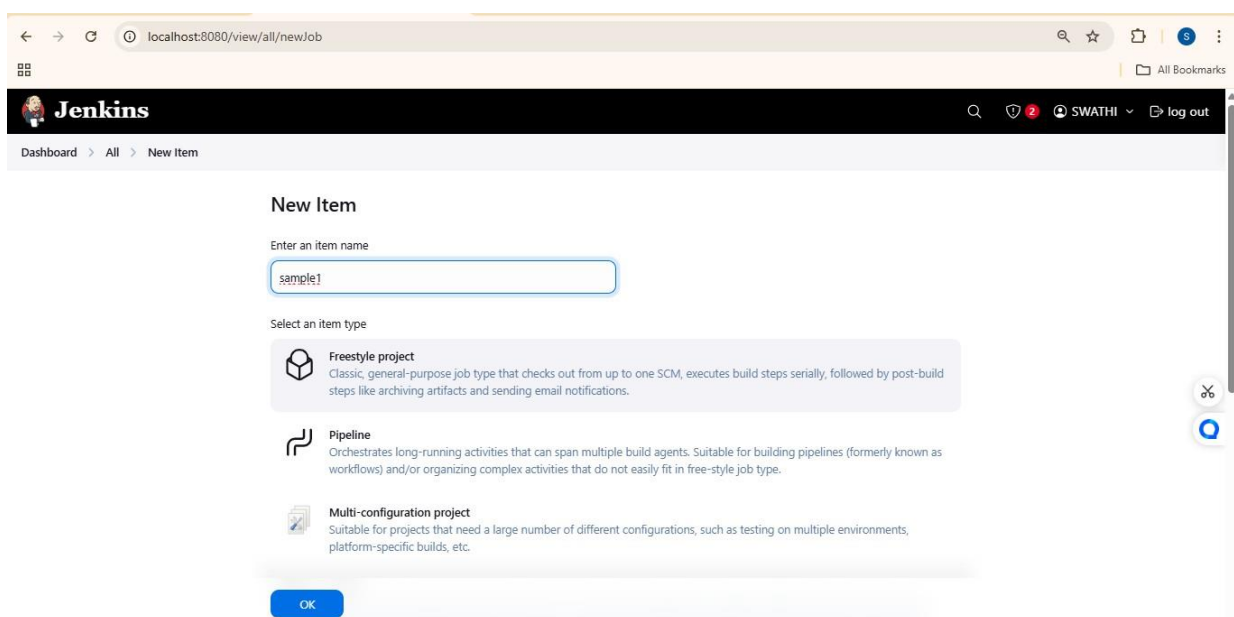 localhost:8080/view/all/newJob
S
All Bookmarks
Jenkins
2
SWATHI
log out
Dashboard > All > New Item
New Item
Enter an item name
sample1
Select an item type
Freestyle project
Classic, general-purpose job type that checks out from up to one SCM, executes build steps serially, followed by post-build
steps like archiving artifacts and sending email notifications.
Pipeline
Orchestrates long-running activities that can span multiple build agents. Suitable for building pipelines (formerly known as
workflows) and/or organizing complex activities that do not easily fit in free-style job type.
Multi-configuration project
Suitable for projects that need a large number of different configurations, such as testing on multiple environments,
platform-specific builds, etc.
OK